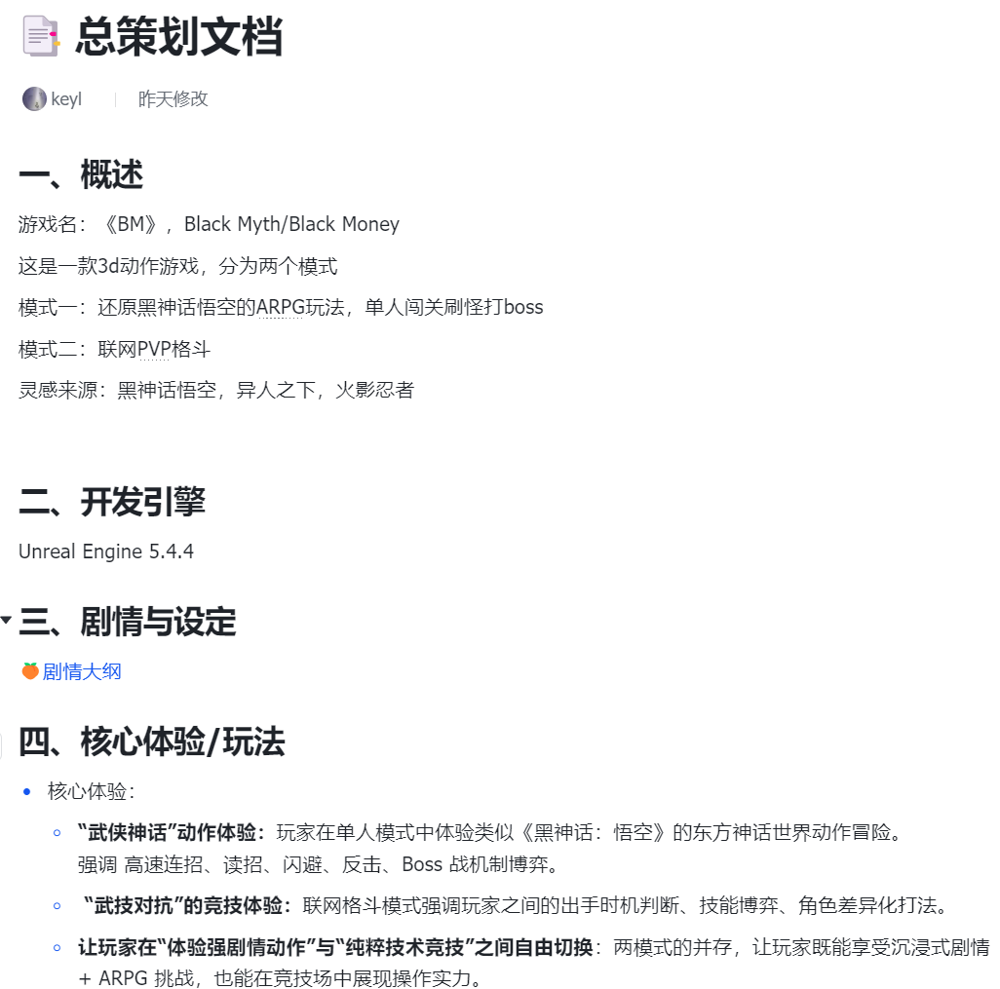 总策划文档
keyl
昨天修改
一、概述
游戏名：《BM》，Black Myth/Black Money
这是一款3d动作游戏，分为两个模式
模式一：还原黑神话悟空的ARPG玩法，单人闯关刷怪打boss
模式二：联网PVP格斗
灵感来源：黑神话悟空，异人之下，火影忍者
二、开发引擎
Unreal Engine 5.4.4
三、剧情与设定
剧情大纲
四、核心体验/玩法
核心体验：
“武侠神话”动作体验：玩家在单人模式中体验类似《黑神话：悟空》的东方神话世界动作冒险。
强调 高速连招、读招、闪避、反击、Boss 战机制博弈。
“武技对抗”的竞技体验：联网格斗模式强调玩家之间的出手时机判断、技能博弈、角色差异化打法。
让玩家在“体验强剧情动作”与“纯粹技术竞技”之间自由切换：两模式的并存，让玩家既能享受沉浸式剧情
+ ARPG 挑战，也能在竞技场中展现操作实力。